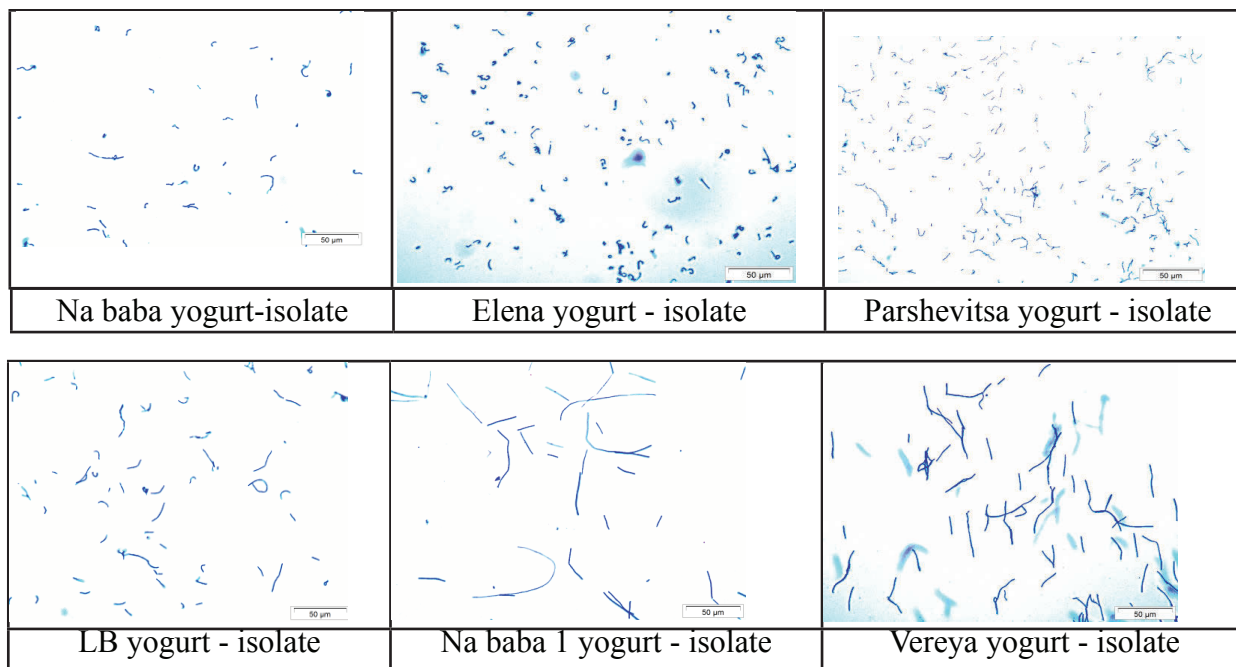 50 µm
50 µm
50 µm
Na baba yogurt-isolate
Elena yogurt - isolate
Parshevitsa yogurt - isolate
50 µm
50 µm
50 µm
LB yogurt - isolate
Na baba 1 yogurt - isolate
Vereya yogurt - isolate